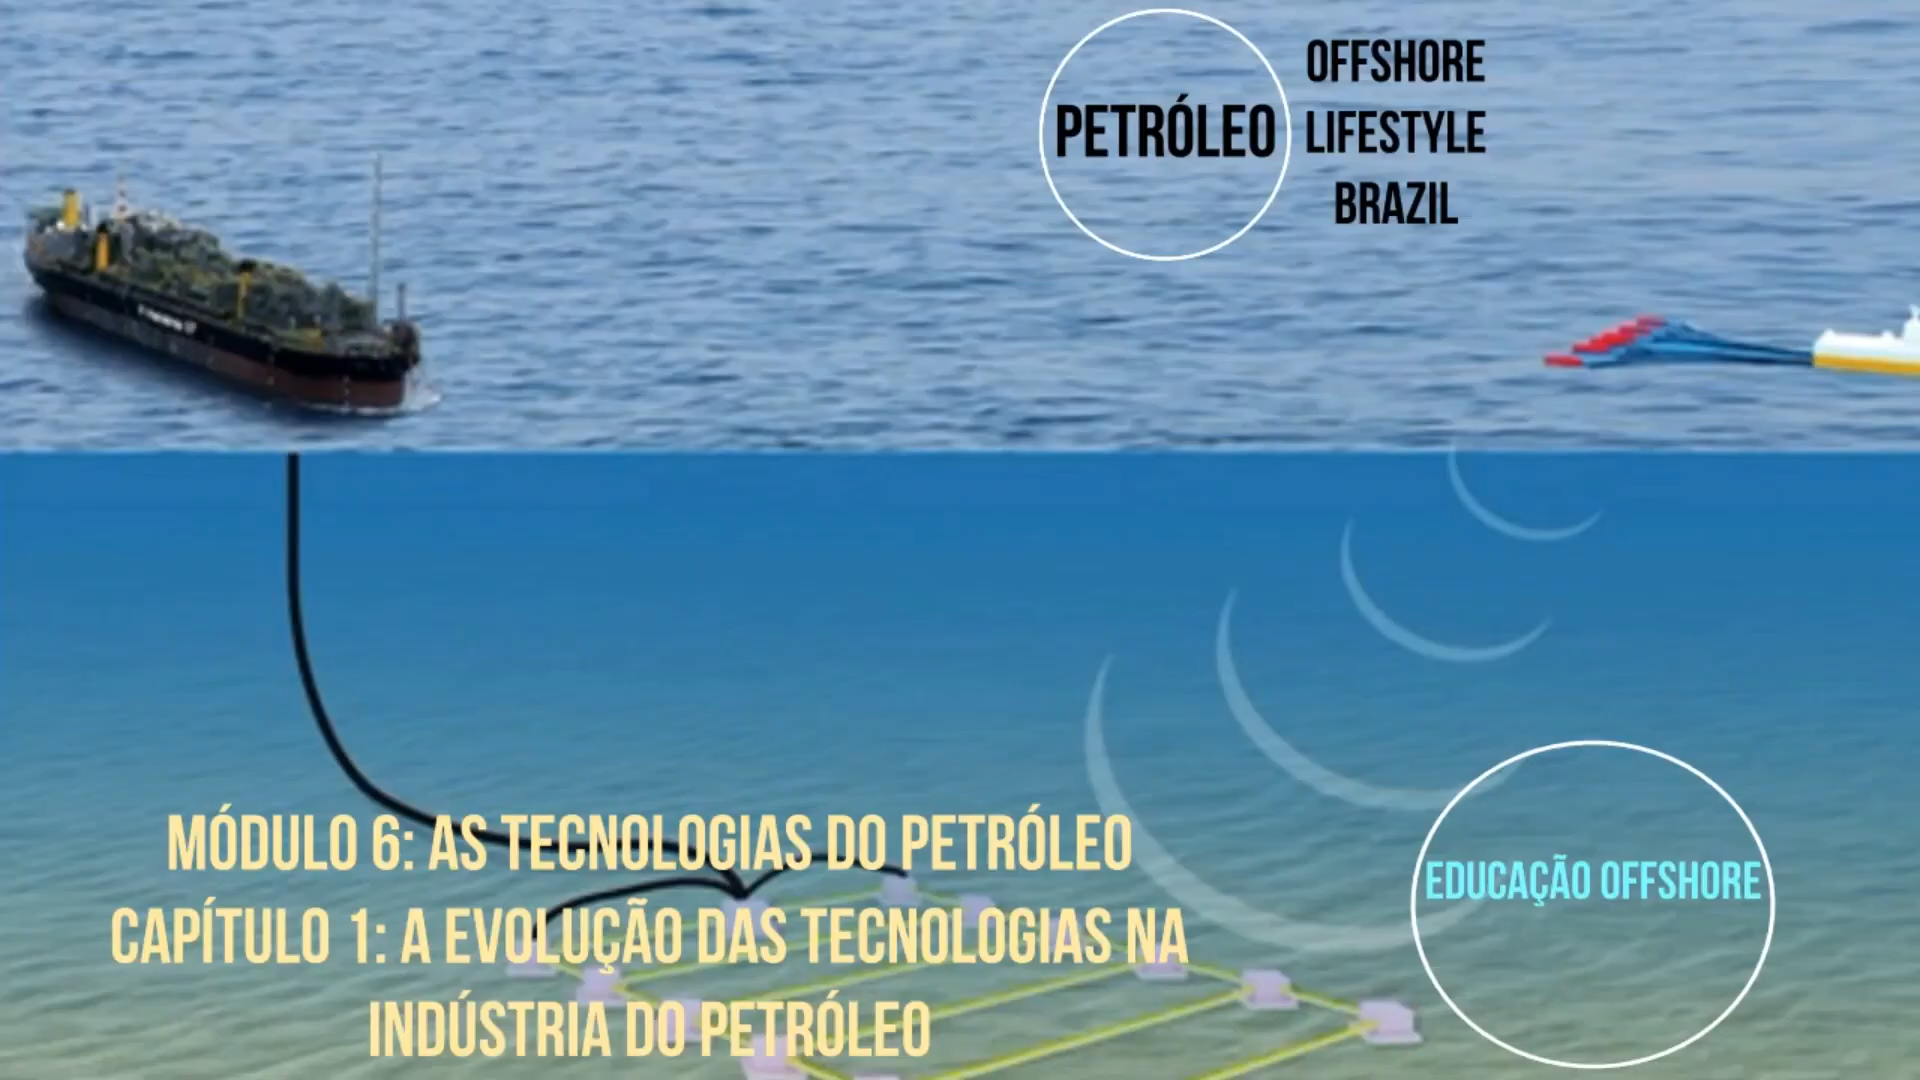 PETRÓLEO
OFFSHORE
LIFESTYLE
BRAZIL
MÓDULO 6: AS TECNOLOGIAS DO PETRÓLEO
CAPÍTULO 1: A EVOLUÇÃO DAS TECNOLOGIAS NA
INDÚSTRIA DO PETRÓLEO
EDUCAÇÃO OFFSHORE